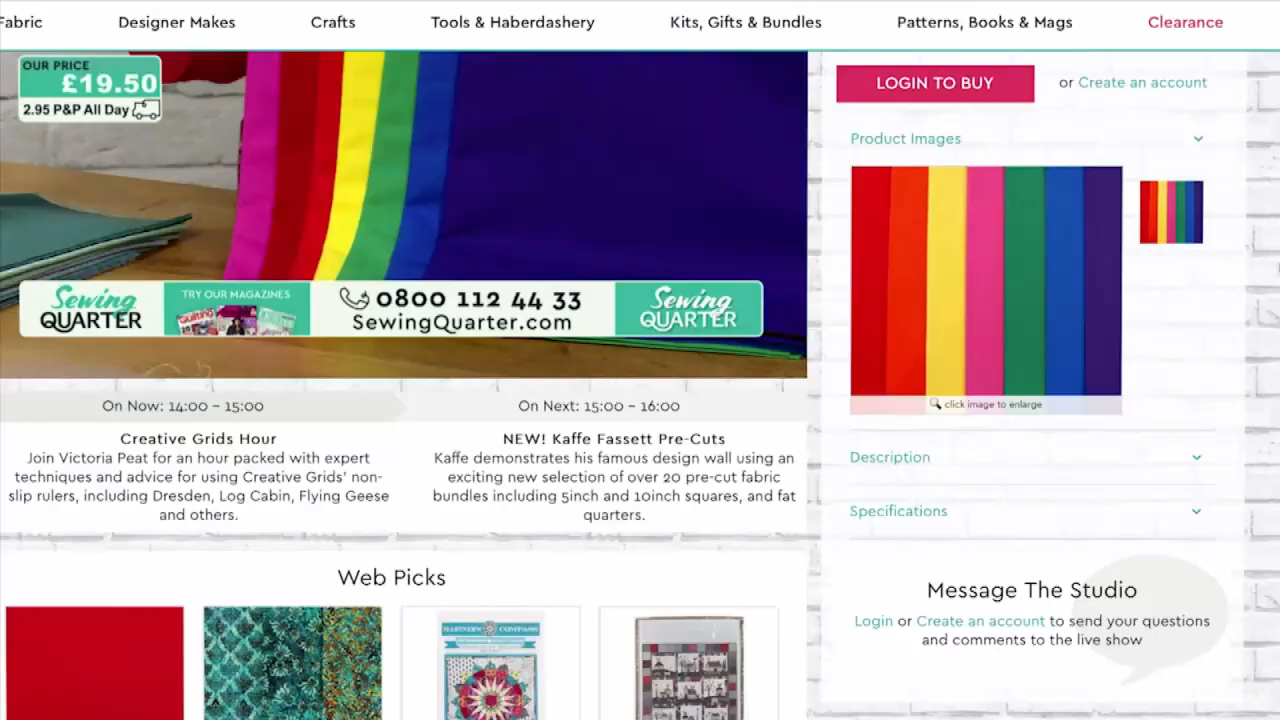 Fabric
Designer Makes
Crafts
Tools & Haberdashery
Kits, Gifts & Bundles
Patterns, Books & Mags
Clearance
OUR PRICE
£19.50
2.95 P&P All Day
Sewing
QUARTER
TRY OUR MAGAZINES
Quilting
0800 112 44 33
SewingQuarter.com
Sewing
QUARTER
On Now: 14:00 – 15:00
Creative Grids Hour
Join Victoria Peat for an hour packed with expert
techniques and advice for using Creative Grids' non-
slip rulers, including Dresden, Log Cabin, Flying Geese
and others.
On Next: 15:00 – 16:00
NEW! Kaffe Fassett Pre-Cuts
Kaffe demonstrates his famous design wall using an
exciting new selection of over 20 pre-cut fabric
bundles including 5inch and 10inch squares, and fat
quarters.
Web Picks
MARINER'S COMPASS
LOGIN TO BUY
or Create an account
Product Images
click image to enlarge
Description
Specifications
Message The Studio
Login or Create an account to send your questions
and comments to the live show